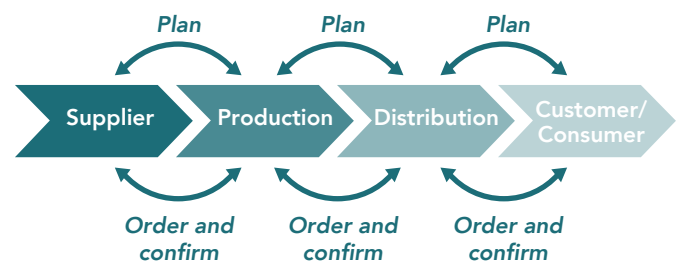 Plan
Plan
Plan
Supplier
Production
Distribution
Customer/
Consumer
Order and
confirm
Order and
confirm
Order and
confirm